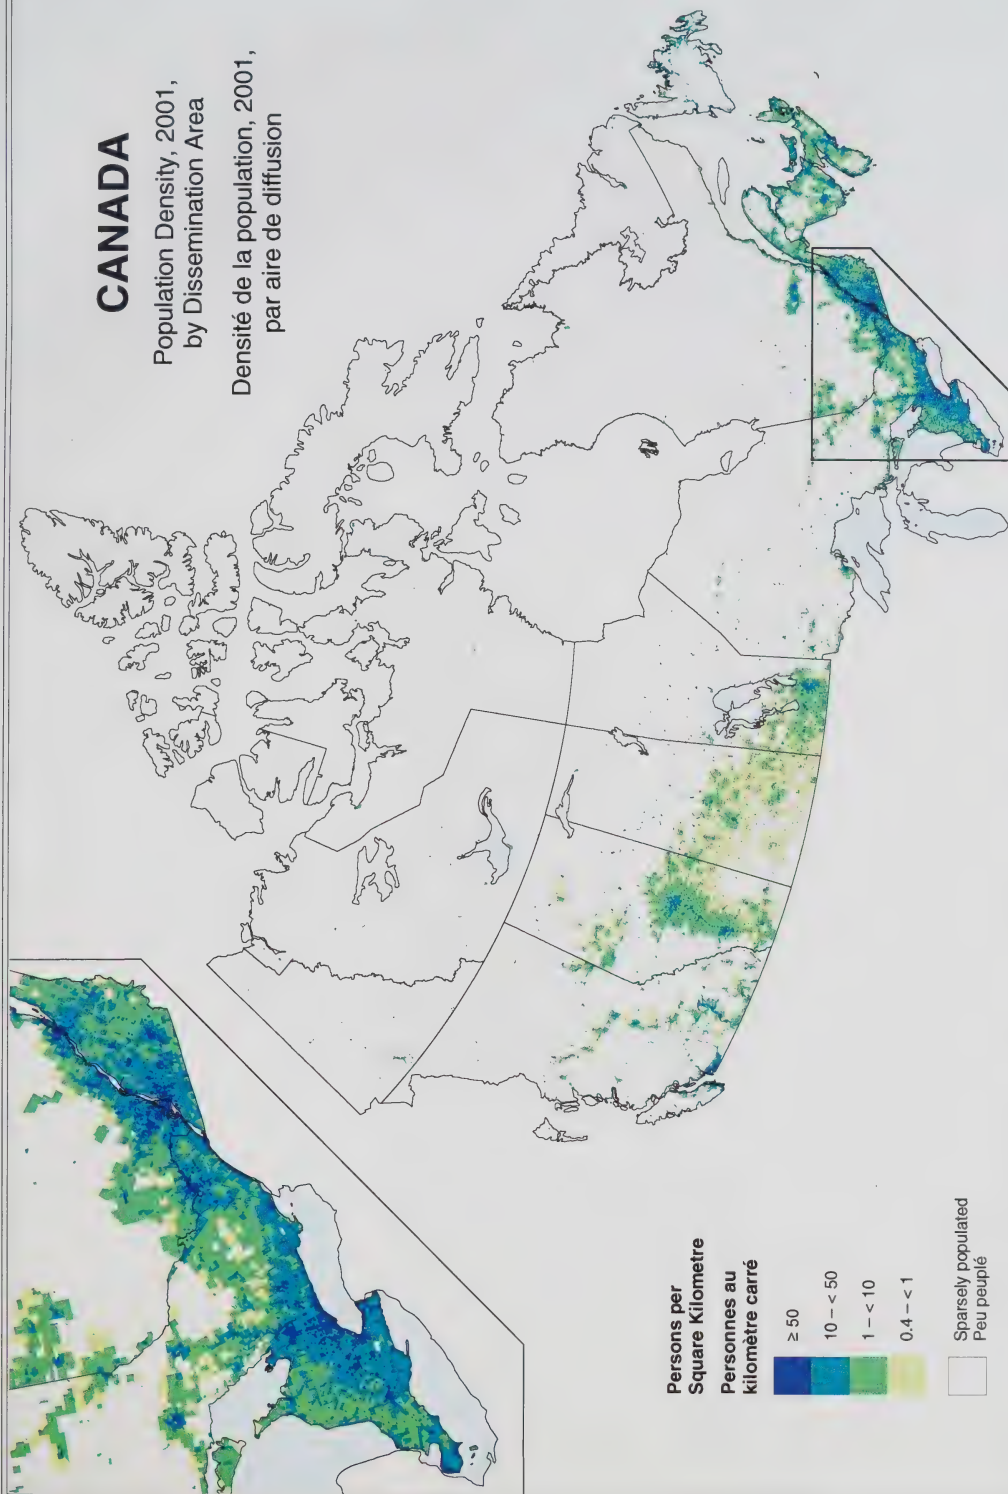 CANADA
Population Density, 2001,
by Dissemination Area
Densité de la population, 2001,
par aire de diffusion
Persons per
Square Kilometre
Personnes au
kilomètre carré
≥ 50
10 – < 50
1 – < 10
0.4 – < 1
Sparsely populated
Peu peuplé